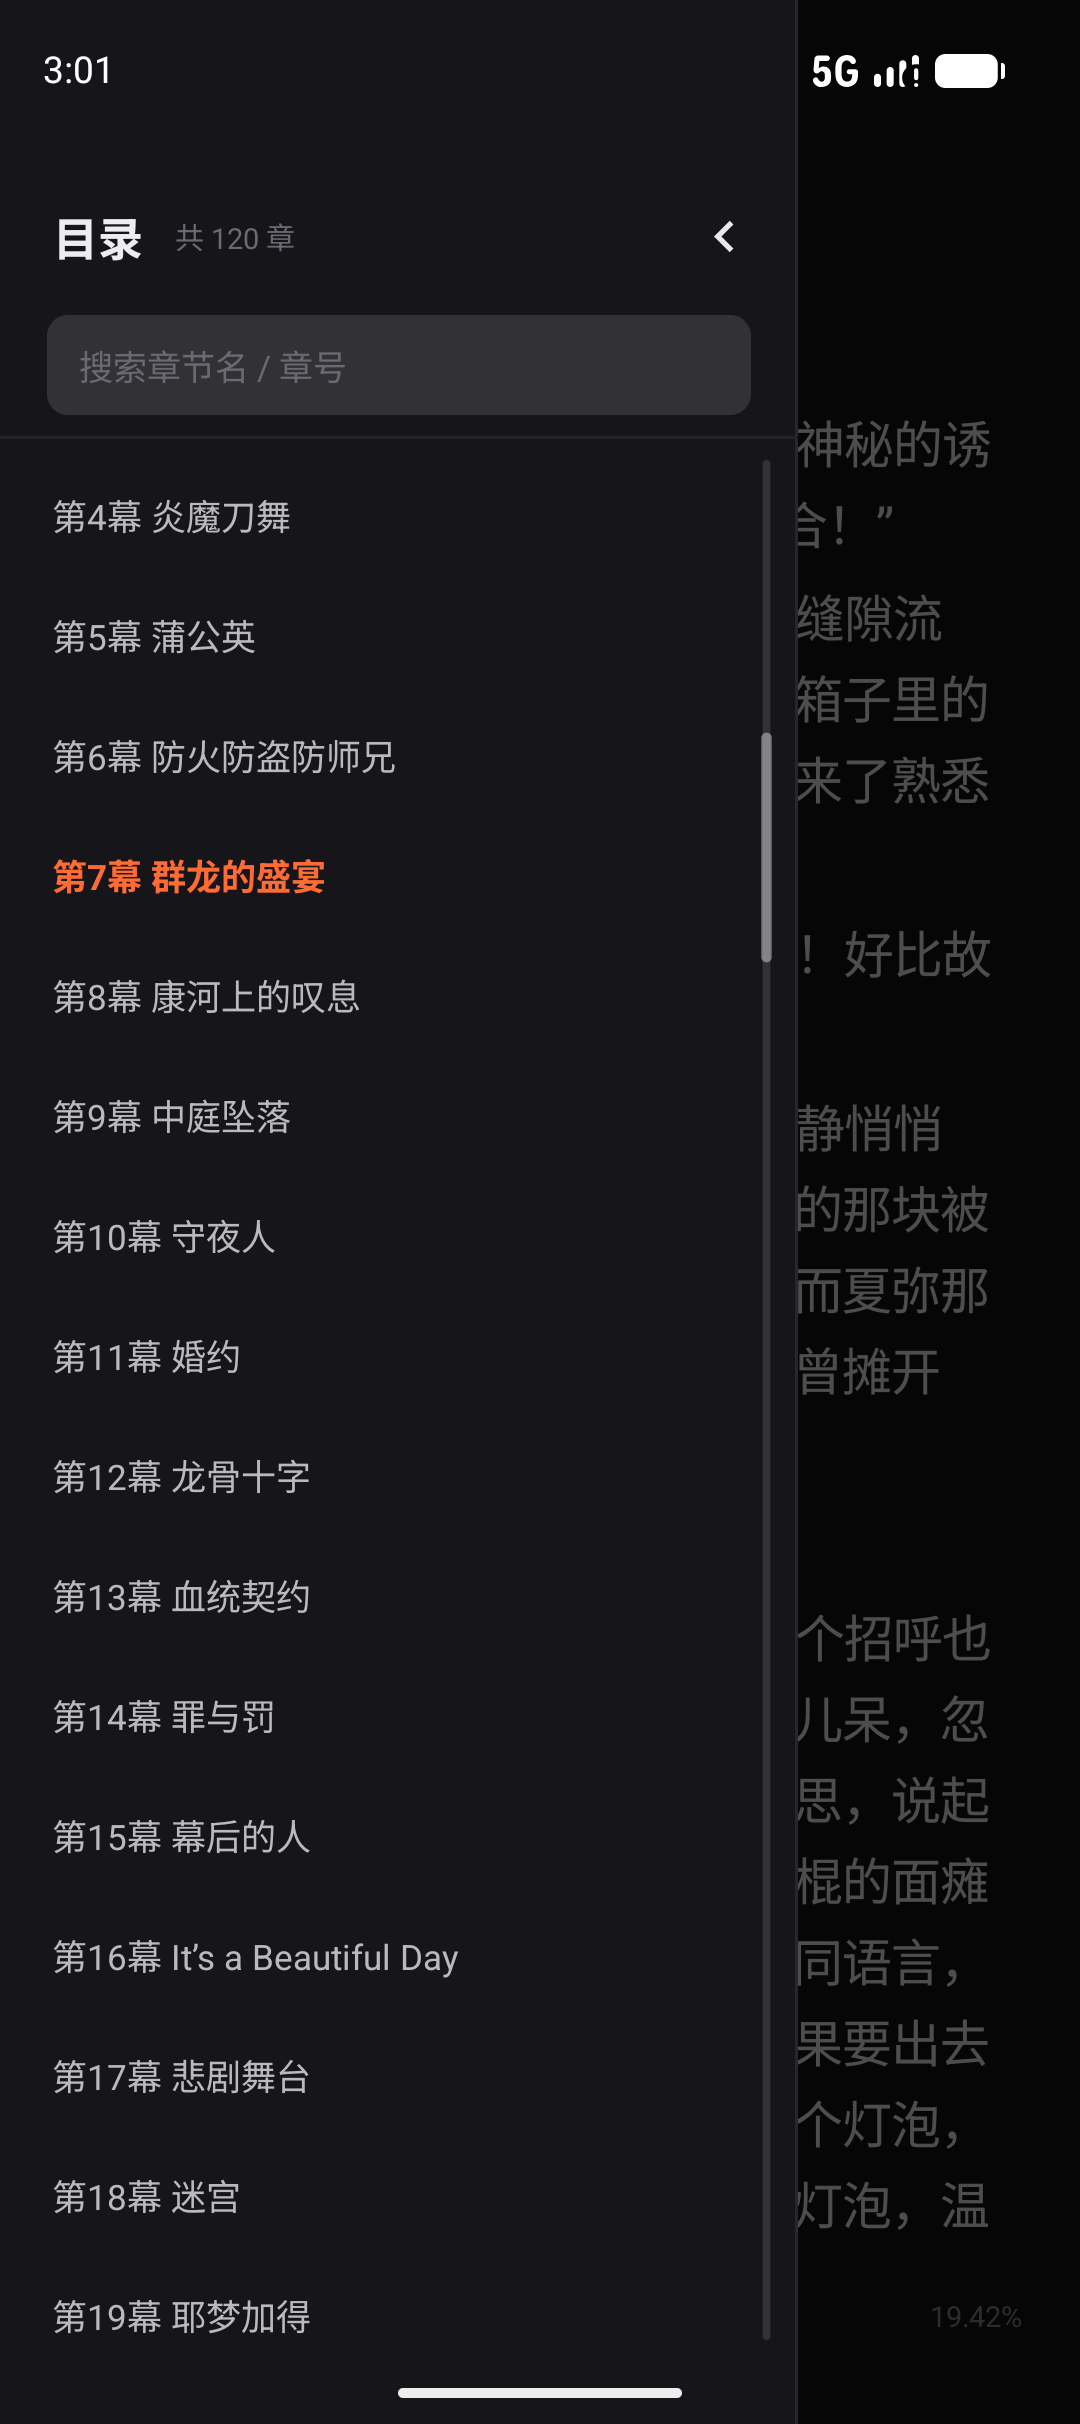 3:01
5G
目录 共 120 章
搜索章节名 / 章号
第4幕 炎魔刀舞
第5幕 蒲公英
第6幕 防火防盗防师兄
第7幕 群龙的盛宴
第8幕 康河上的叹息
第9幕 中庭坠落
第10幕 守夜人
第11幕 婚约
第12幕 龙骨十字
第13幕 血统契约
第14幕 罪与罚
第15幕 幕后的人
第16幕 It’s a Beautiful Day
第17幕 悲剧舞台
第18幕 迷宫
第19幕 耶梦加得
神秘的诱
合！”
缝隙流
箱子里的
来了熟悉
！好比故
静悄悄
的那块被
而夏弥那
曾摊开
个招呼也
儿呆，忽
思，说起
棍的面瘫
同语言，
果要出去
个灯泡，
灯泡，温
19.42%